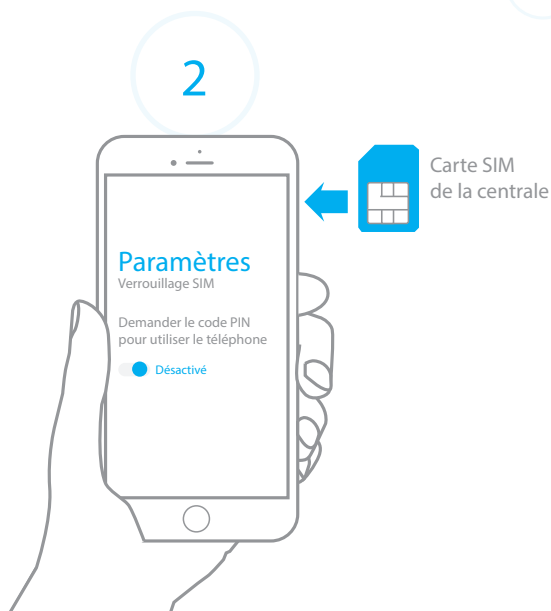 2
Carte SIM
de la centrale
Paramètres
Verrouillage SIM
Demander le code PIN
pour utiliser le téléphone
Désactivé